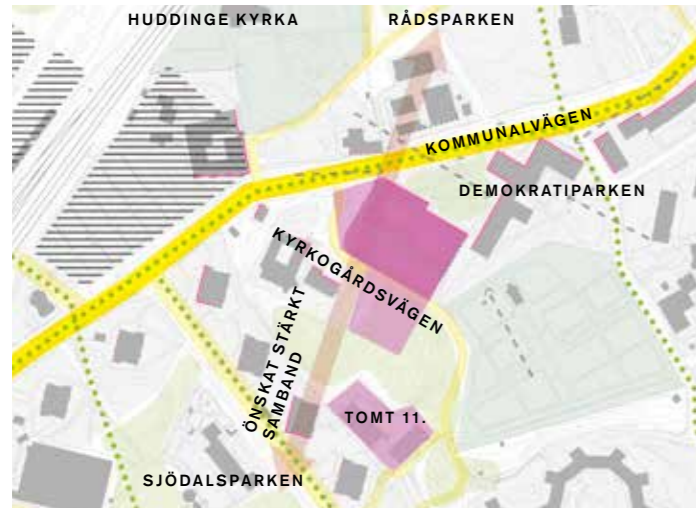 HUDDINGE KYRKA
RÅDSPARKEN
KOMMUNALVÄGEN
DEMOKRATIPARKEN
KYRKOGÅRDSVÄGEN
ÖNSKAT STÄRKT
SAMBAND
TOMT 11.
SJÖDALSPARKEN